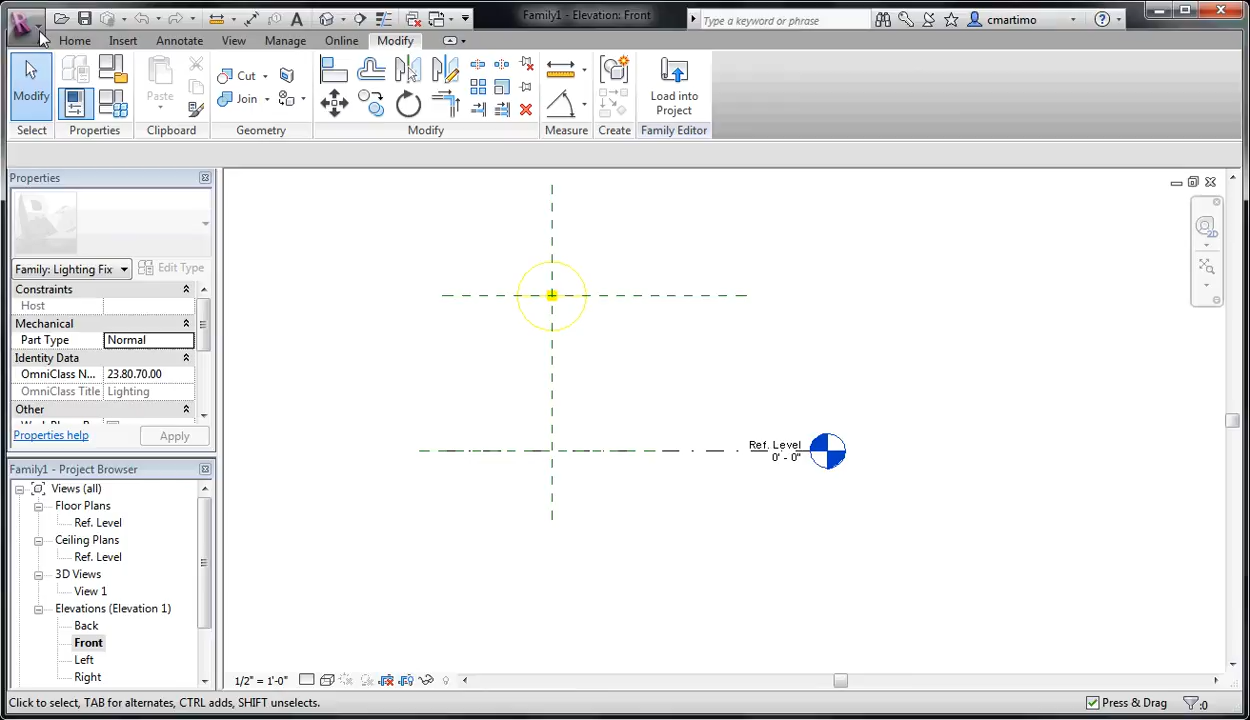 Family1 - Elevation: Front
Type a keyword or phrase
cmartimo
Home Insert Annotate View Manage Online Modify
Modify
Paste
Cut
Join
Load into
Project
Select Properties Clipboard Geometry Modify Measure Create Family Editor
Properties
Family: Lighting Fix
Edit Type
Constraints
Host
Mechanical
Part Type Normal
Identity Data
OmniClass N... 23.80.70.00
OmniClass Title Lighting
Other
Properties help
Apply
Family1 - Project Browser
Views (all)
Floor Plans
Ref. Level
Ceiling Plans
Ref. Level
3D Views
View 1
Elevations (Elevation 1)
Back
Front
Left
Right
Ref. Level
0' - 0"
2D
1/2" = 1'-0"
Click to select, TAB for alternates, CTRL adds, SHIFT unselects.
Press & Drag
:0